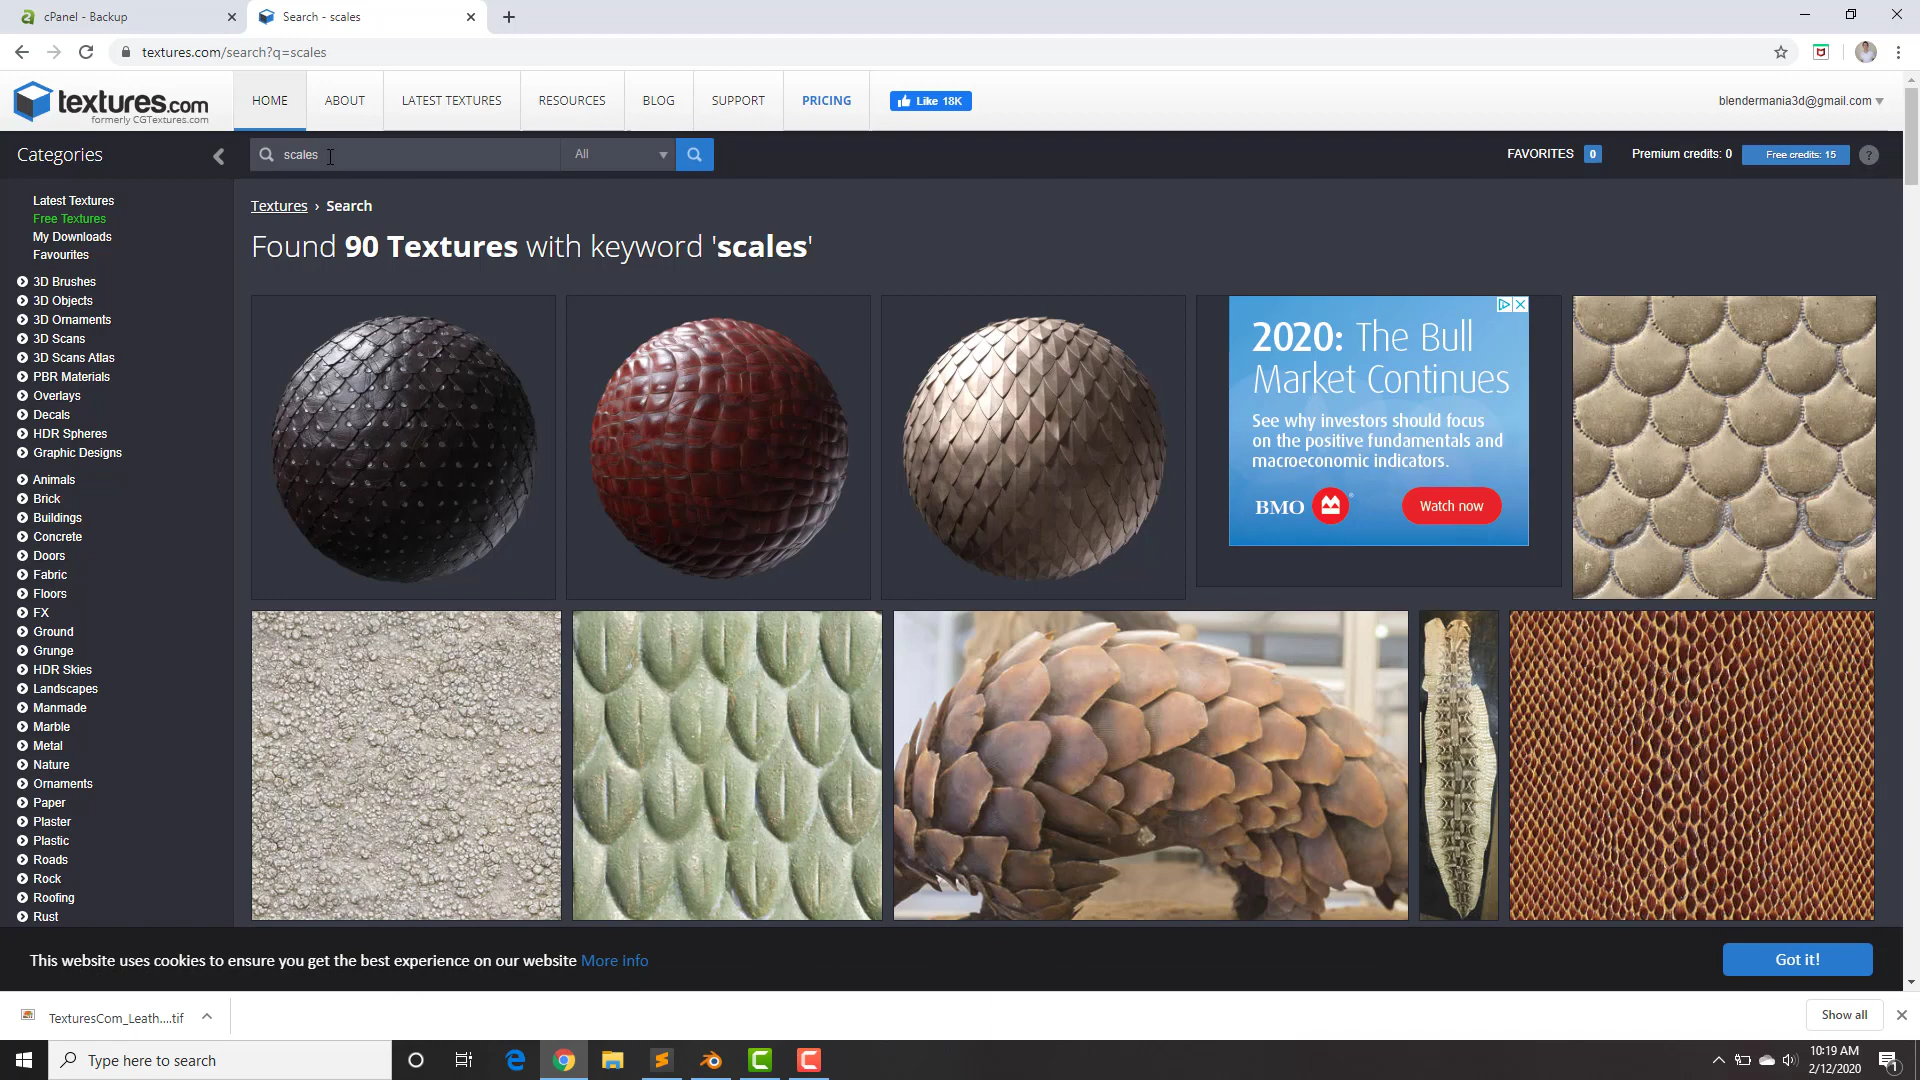 cPanel - Backup
Search - scales
textures.com/search?q=scales
textures.com
formerly CGTextures.com
HOME
ABOUT
LATEST TEXTURES
RESOURCES
BLOG
SUPPORT
PRICING
Like 18K
blendermania3d@gmail.com
Categories
scales
All
FAVORITES 0
Premium credits: 0
Free credits: 15
?
Latest Textures
Free Textures
My Downloads
Favourites
3D Brushes
3D Objects
3D Ornaments
3D Scans
3D Scans Atlas
PBR Materials
Overlays
Decals
HDR Spheres
Graphic Designs
Animals
Brick
Buildings
Concrete
Doors
Fabric
Floors
FX
Ground
Grunge
HDR Skies
Landscapes
Manmade
Marble
Metal
Nature
Ornaments
Paper
Plaster
Plastic
Roads
Rock
Roofing
Rust
Textures › Search
Found 90 Textures with keyword 'scales'
2020: The Bull
Market Continues
See why investors should focus
on the positive fundamentals and
macroeconomic indicators.
BMO
Watch now
This website uses cookies to ensure you get the best experience on our website More info
Got it!
TexturesCom_Leath....tif
Show all
Type here to search
10:19 AM
2/12/2020
1